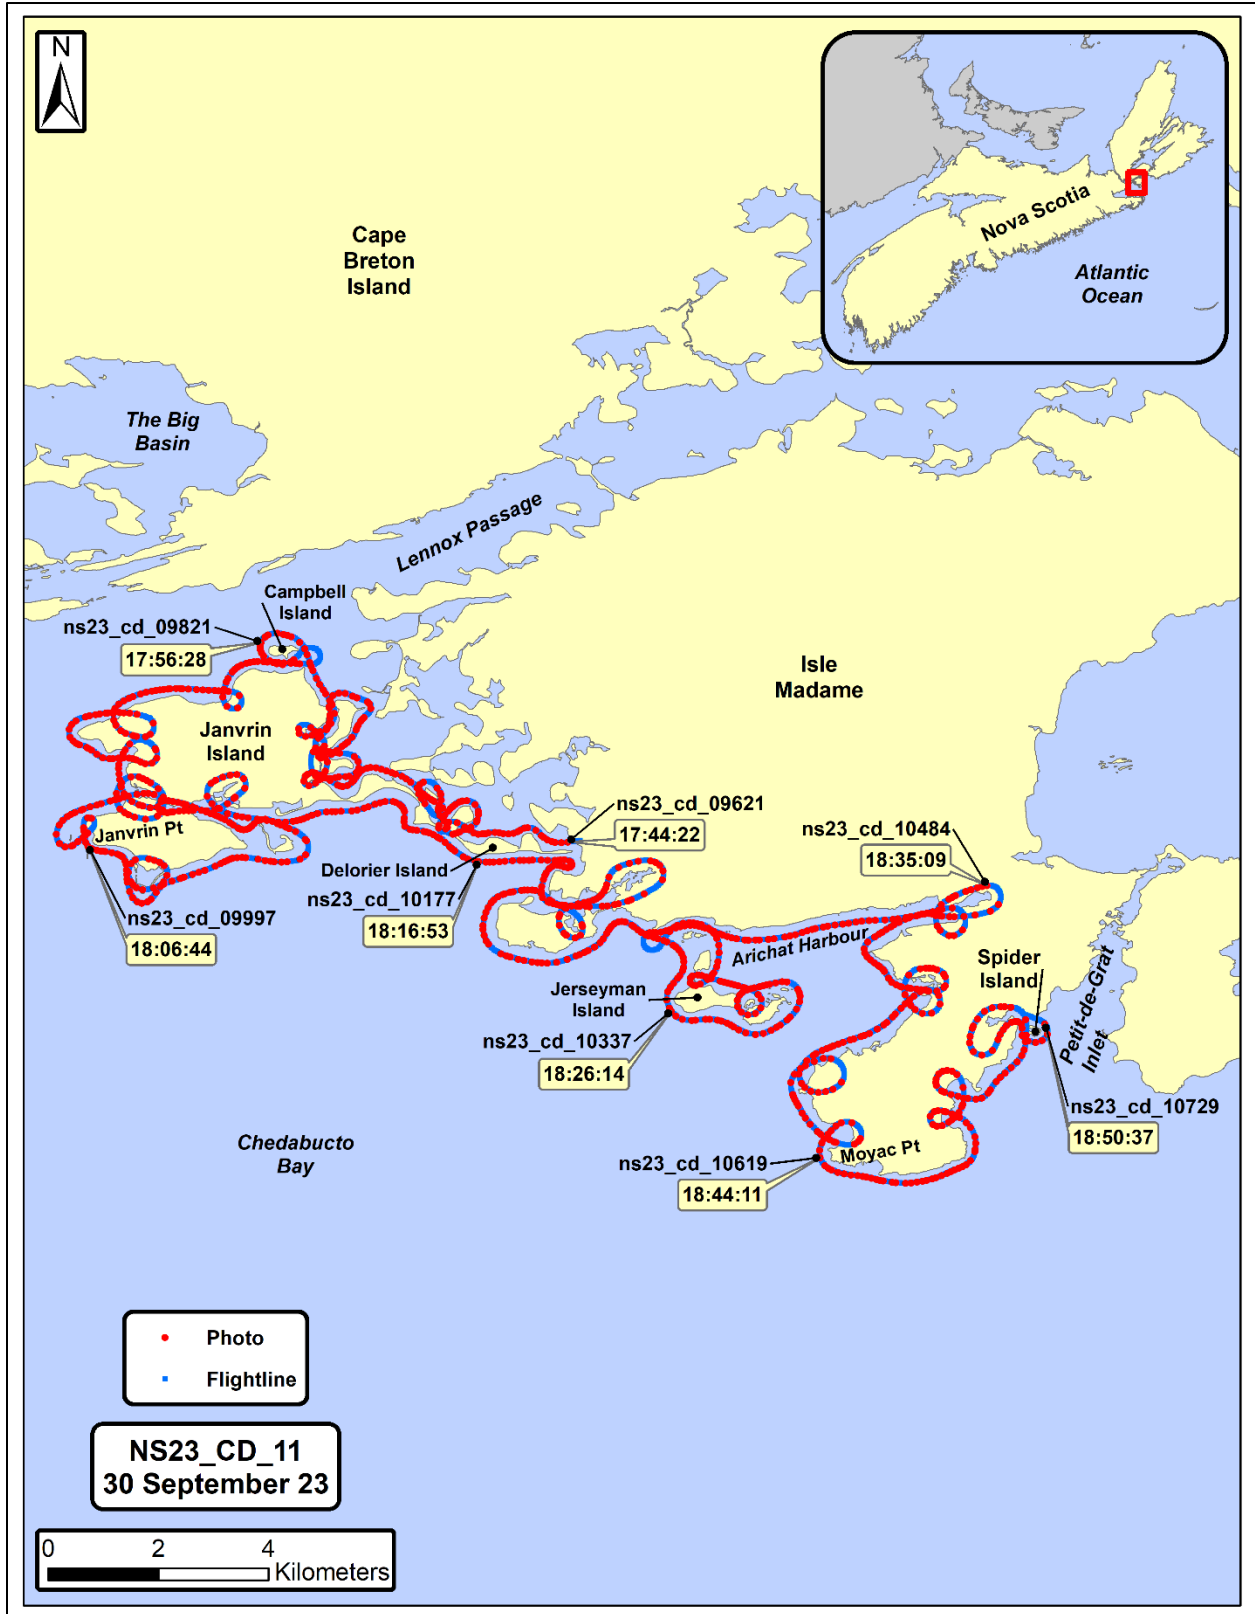 N
Nova Scotia
Atlantic
Ocean
Cape
Breton
Island
The Big
Basin
Lennox Passage
Campbell
Island
ns23_cd_09821
17:56:28
Isle
Madame
Janvrin
Island
ns23_cd_09621
17:44:22
Janvrin Pt
ns23_cd_10484
18:35:09
Delorier Island
ns23_cd_10177
18:16:53
ns23_cd_09997
18:06:44
Arichat Harbour
Spider
Island
Petit-de-Grat
Inlet
Jerseyman
Island
ns23_cd_10337
18:26:14
ns23_cd_10729
18:50:37
Chedabucto
Bay
Moyac Pt
ns23_cd_10619
18:44:11
Photo
Flightline
NS23_CD_11
30 September 23
0 2 4
Kilometers